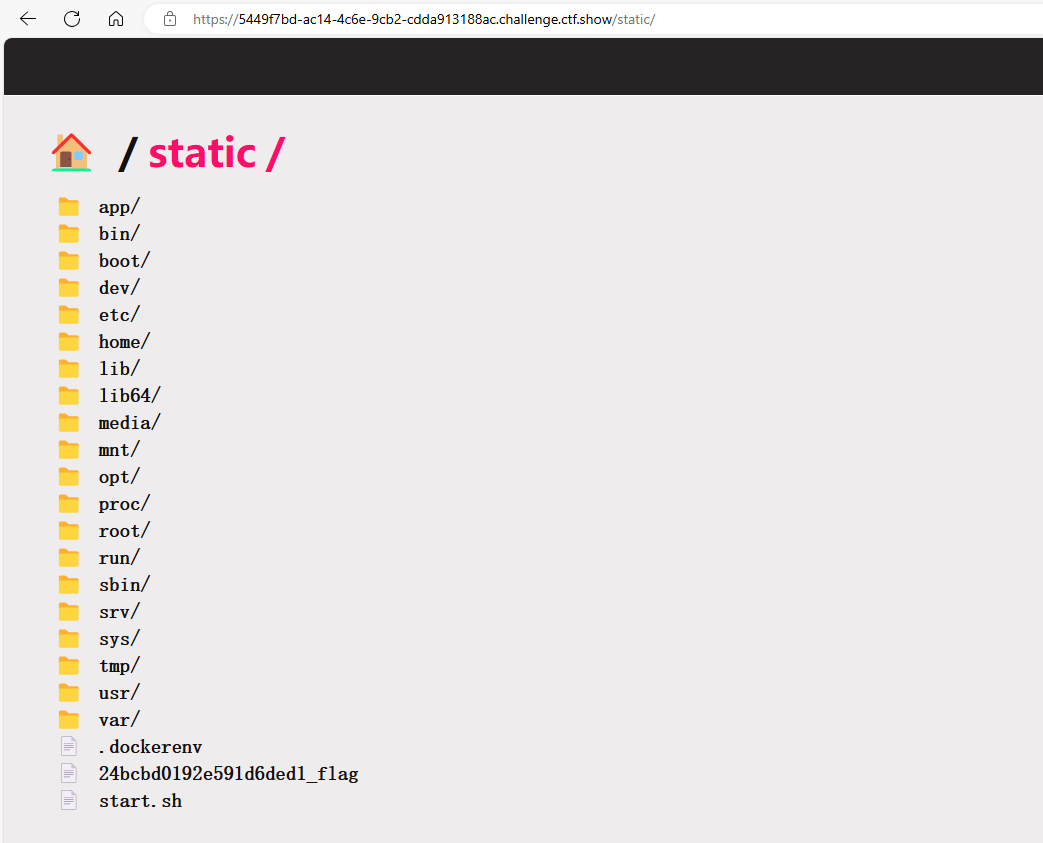 https://5449f7bd-ac14-4c6e-9cb2-cdda913188ac.challenge.ctf.show/static/
/ static /
app/
bin/
boot/
dev/
etc/
home/
lib/
lib64/
media/
mnt/
opt/
proc/
root/
run/
sbin/
srv/
sys/
tmp/
usr/
var/
.dockerenv
24bcbd0192e591d6ded1_flag
start.sh